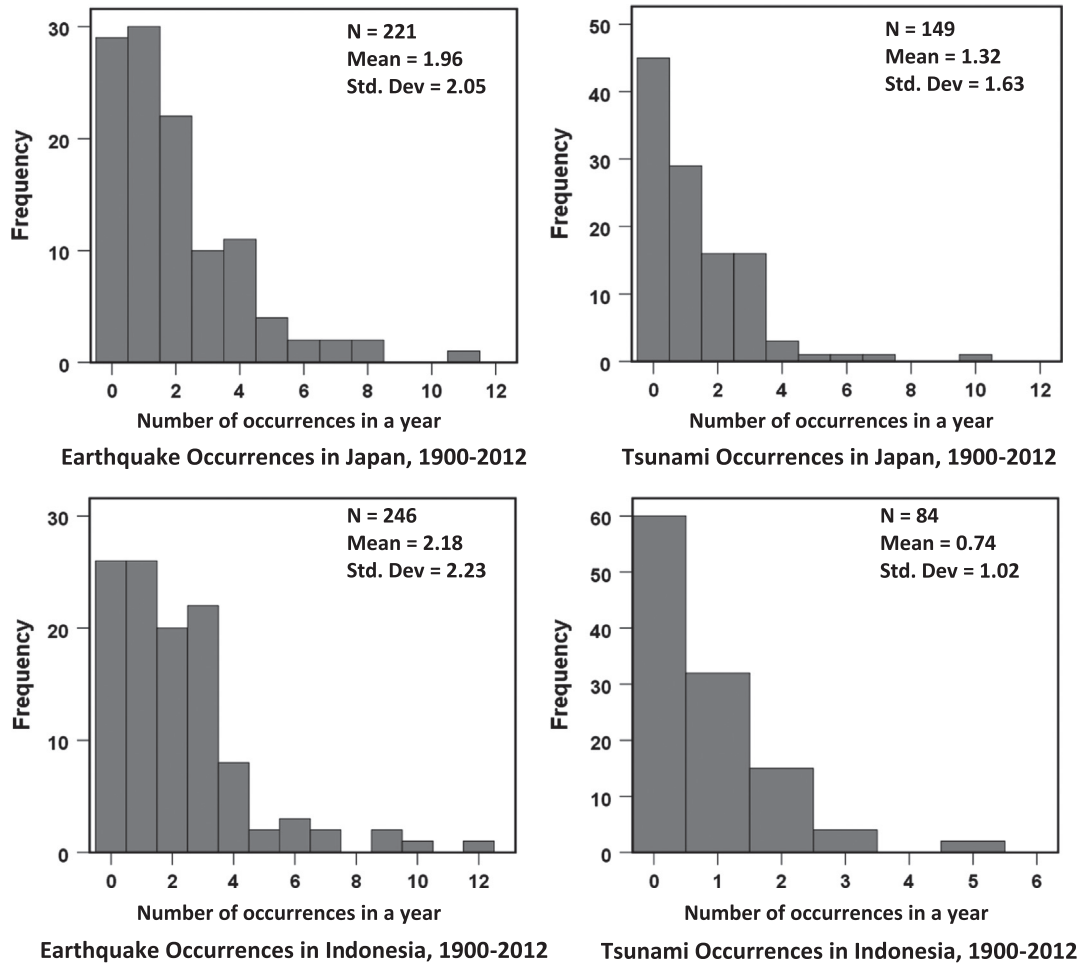 N = 221
Mean = 1.96
Std. Dev = 2.05
Frequency
30
20
10
0
0 2 4 6 8 10 12
Number of occurrences in a year
Earthquake Occurrences in Japan, 1900-2012
N = 149
Mean = 1.32
Std. Dev = 1.63
Frequency
50
40
30
20
10
0
0 2 4 6 8 10 12
Number of occurrences in a year
Tsunami Occurrences in Japan, 1900-2012
N = 246
Mean = 2.18
Std. Dev = 2.23
Frequency
30
20
10
0
0 2 4 6 8 10 12
Number of occurrences in a year
Earthquake Occurrences in Indonesia, 1900-2012
N = 84
Mean = 0.74
Std. Dev = 1.02
Frequency
60
50
40
30
20
10
0
0 1 2 3 4 5 6
Number of occurrences in a year
Tsunami Occurrences in Indonesia, 1900-2012